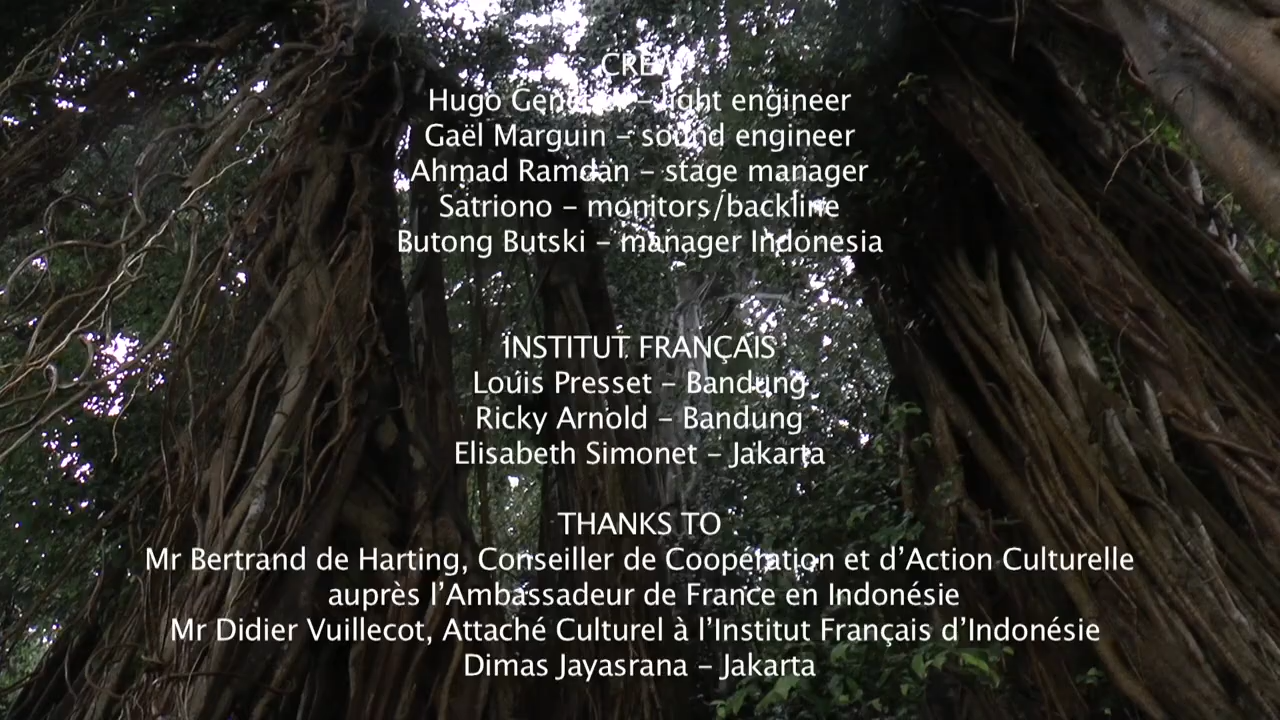 CREW
Hugo – light engineer
Gaël Marguin – sound engineer
Ahmad Ramdan – stage manager
Satriono – monitors/backline
Butong Butski – manager Indonesia
INSTITUT FRANÇAIS
Louis Presset – Bandung
Ricky Arnold – Bandung
Elisabeth Simonet – Jakarta
THANKS TO
Mr Bertrand de Harting, Conseiller de Coopération et d’Action Culturelle
auprès l’Ambassadeur de France en Indonésie
Mr Didier Vuillecot, Attaché Culturel à l’Institut Français d’Indonésie
Dimas Jayasrana – Jakarta